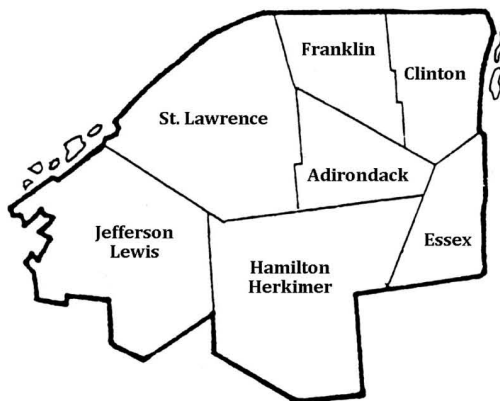 Franklin
Clinton
St. Lawrence
Adirondack
Jefferson
Lewis
Essex
Hamilton
Herkimer